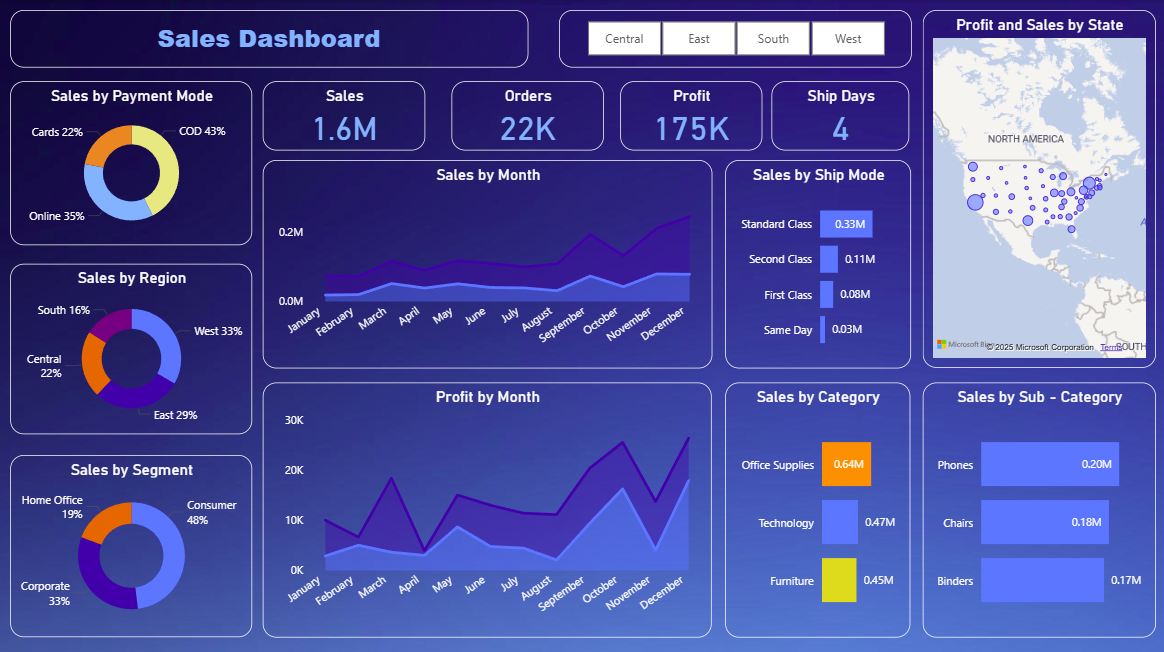 Sales Dashboard
Central East South West
Profit and Sales by State
NORTH AMERICA
Microsoft Bing
© 2025 Microsoft Corporation Terms
SOUTH
Sales by Payment Mode
Cards 22%
COD 43%
Online 35%
Sales
1.6M
Orders
22K
Profit
175K
Ship Days
4
Sales by Month
0.2M
0.0M
January February March April May June July August September October November December
Sales by Ship Mode
Standard Class 0.33M
Second Class 0.11M
First Class 0.08M
Same Day 0.03M
Sales by Region
South 16%
West 33%
Central
22%
East 29%
Profit by Month
30K
20K
10K
0K
January February March April May June July August September October November December
Sales by Category
Office Supplies 0.64M
Technology 0.47M
Furniture 0.45M
Sales by Sub - Category
Phones 0.20M
Chairs 0.18M
Binders 0.17M
Sales by Segment
Home Office
19%
Consumer
48%
Corporate
33%